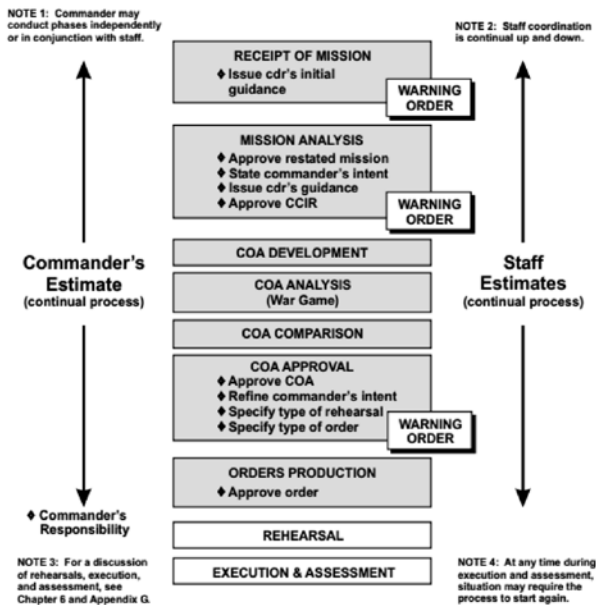 NOTE 1: Commander may
conduct phases independently
or in conjunction with staff.
NOTE 2: Staff coordination
is continual up and down.
RECEIPT OF MISSION
♦ Issue cdr's initial
guidance
WARNING
ORDER
MISSION ANALYSIS
♦ Approve restated mission
♦ State commander's intent
♦ Issue cdr's guidance
♦ Approve CCIR
WARNING
ORDER
COA DEVELOPMENT
COA ANALYSIS
(War Game)
COA COMPARISON
Commander's
Estimate
(continual process)
Staff
Estimates
(continual process)
COA APPROVAL
♦ Approve COA
♦ Refine commander's intent
♦ Specify type of rehearsal
♦ Specify type of order
WARNING
ORDER
ORDERS PRODUCTION
♦ Approve order
♦ Commander's
Responsibility
REHEARSAL
EXECUTION & ASSESSMENT
NOTE 3: For a discussion
of rehearsals, execution,
and assessment, see
Chapter 6 and Appendix G.
NOTE 4: At any time during
execution and assessment,
situation may require the
process to start again.